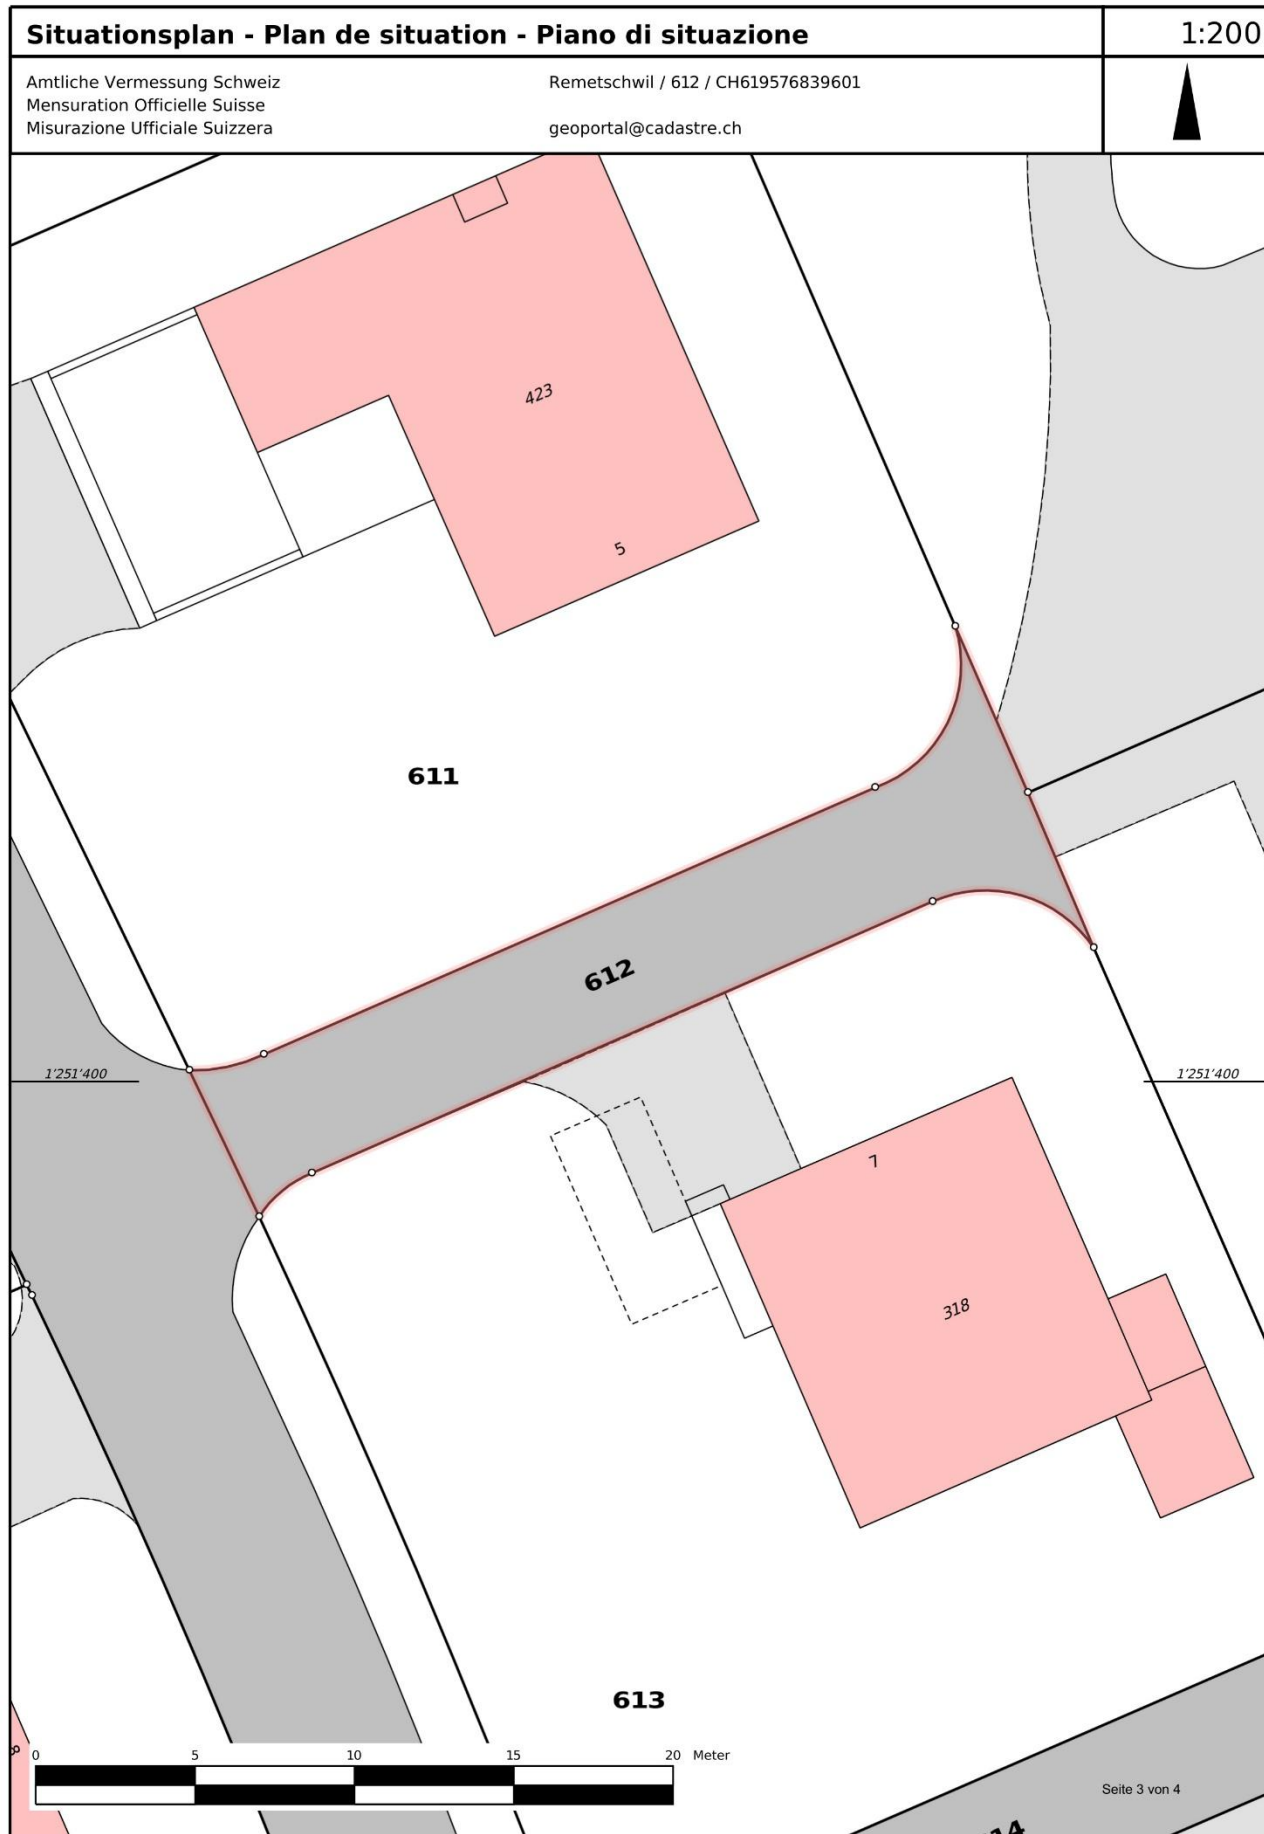 Situationsplan - Plan de situation - Piano di situazione
1:200
Amtliche Vermessung Schweiz
Mensuration Officielle Suisse
Misurazione Ufficiale Suizzera
Remetschwil / 612 / CH619576839601
geoportal@cadastre.ch
423
5
611
612
1'251'400
1'251'400
7
318
613
8
0 5 10 15 20 Meter
Seite 3 von 4